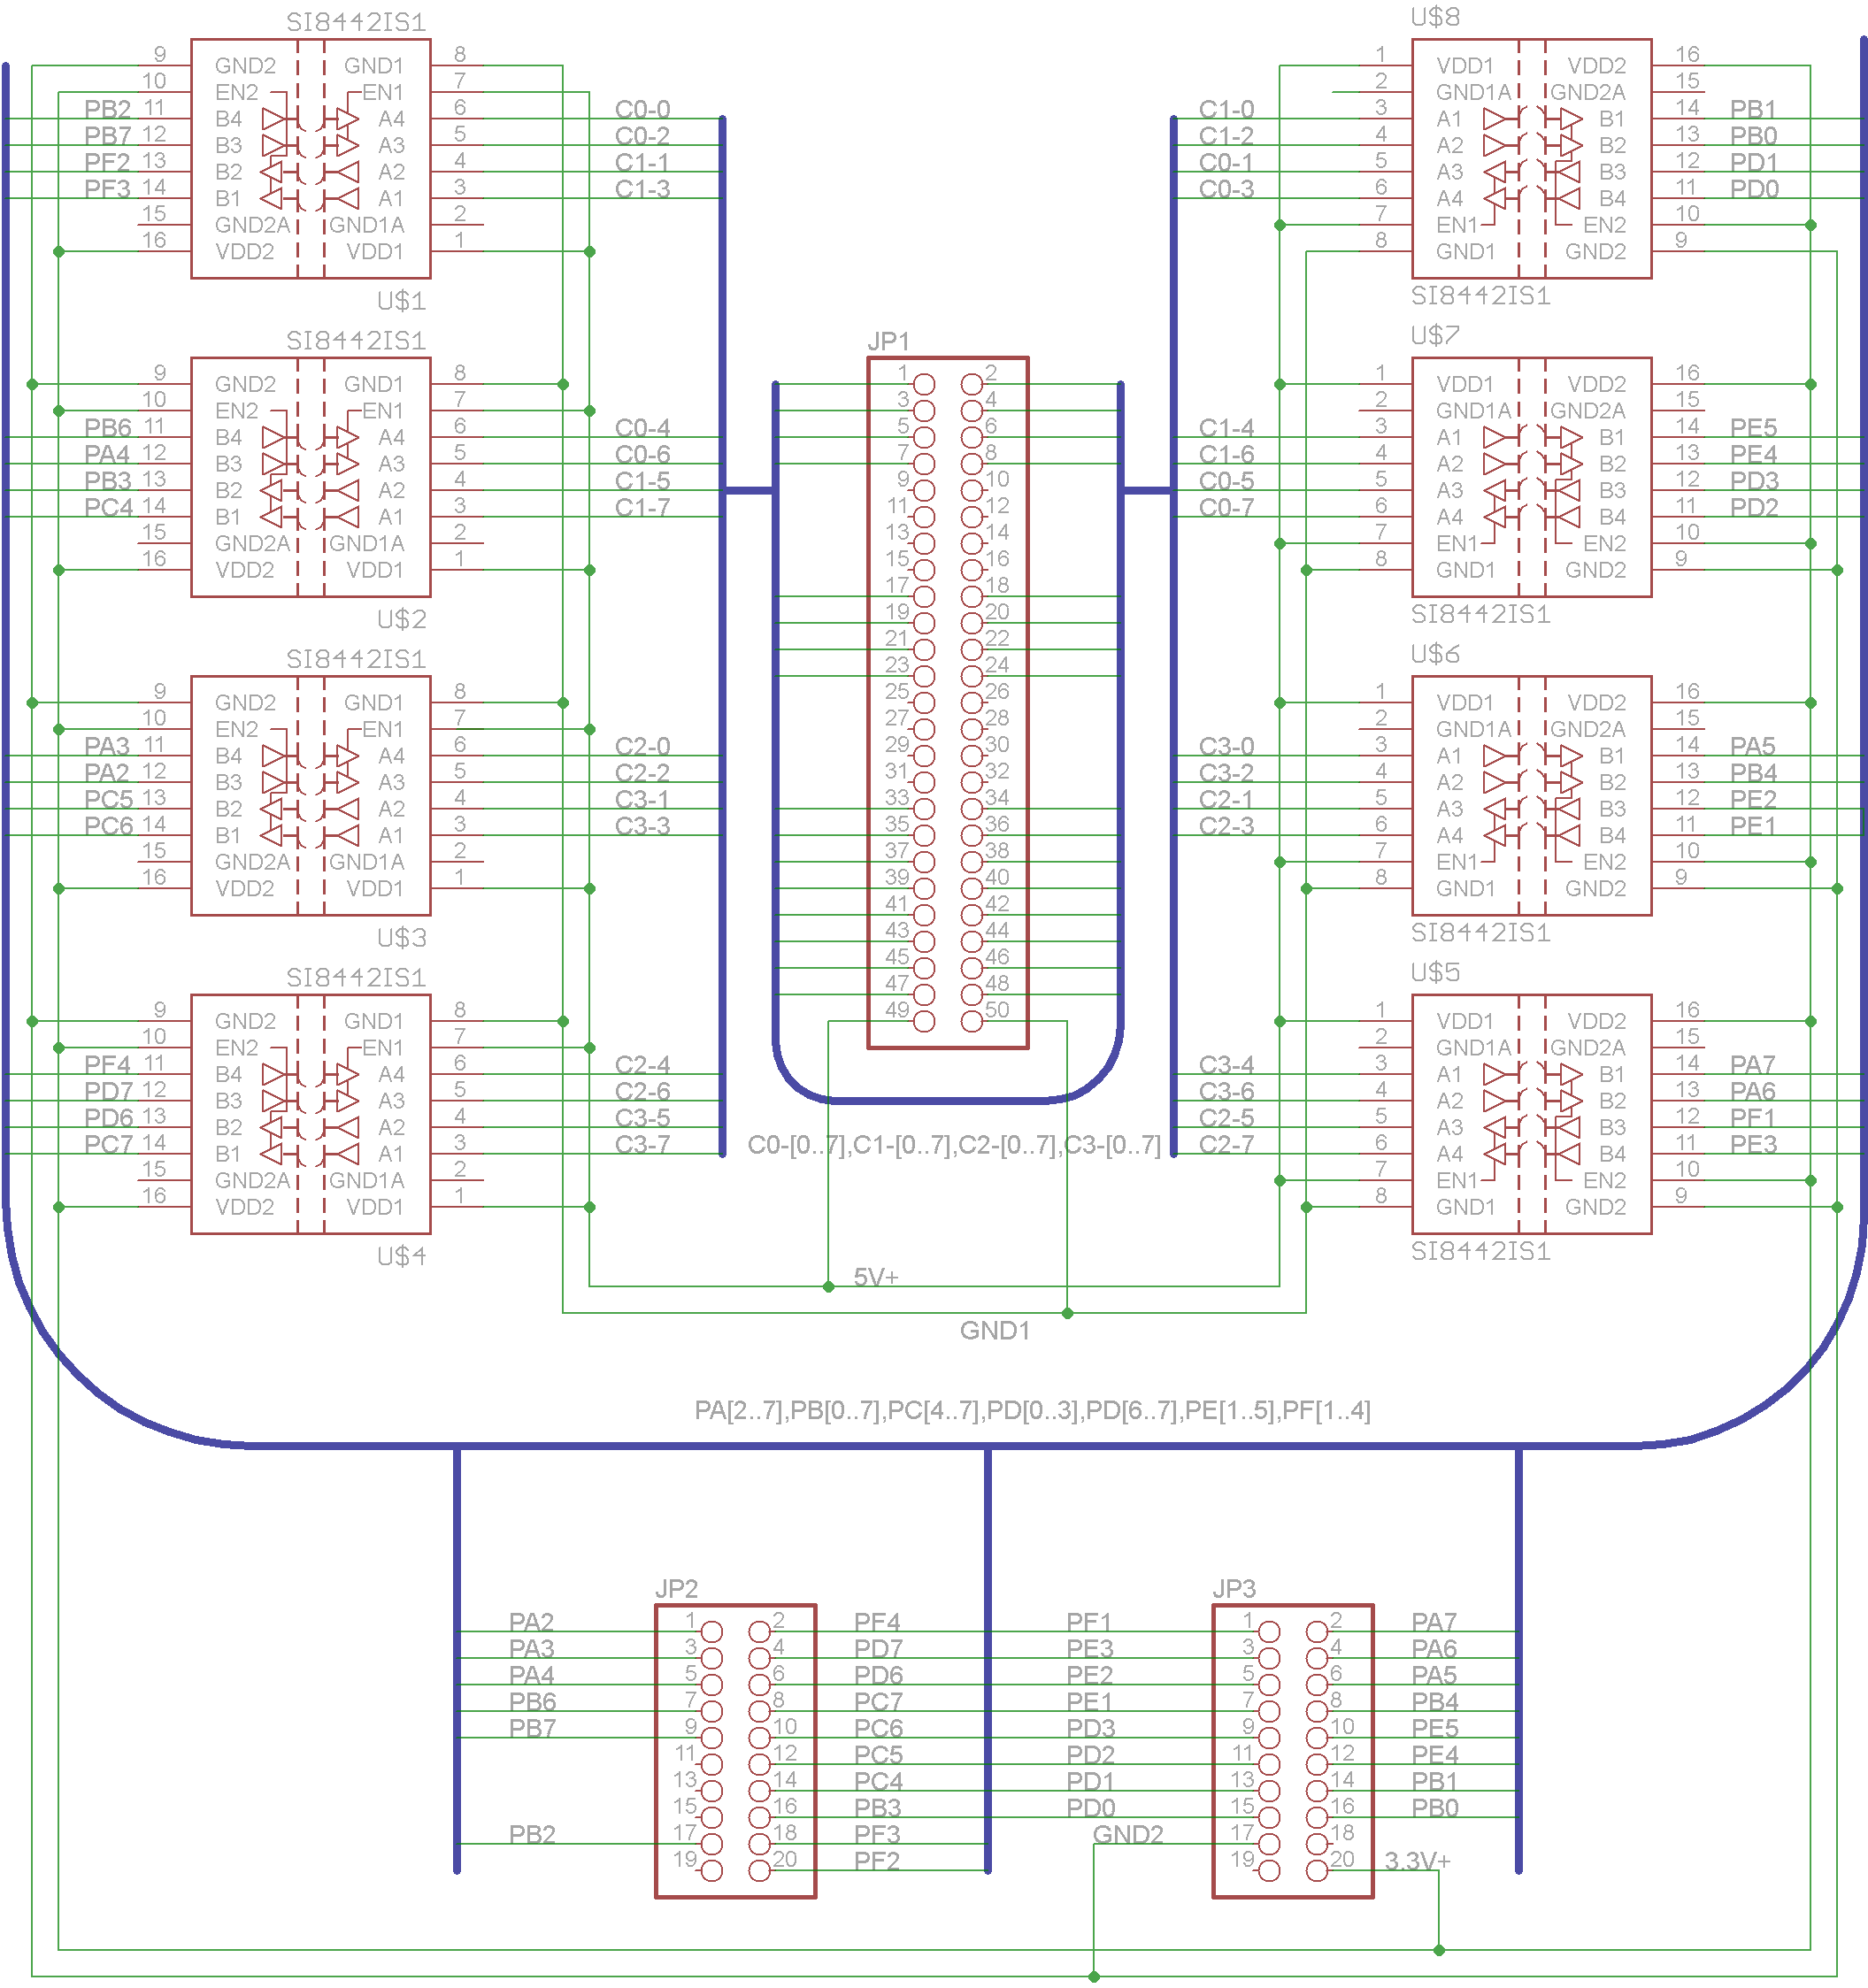 SI8442IS1
9 GND2 GND1 8
10 EN2 EN1 7
PB2 11 B4 A4 6 C0-0
PB7 12 B3 A3 5 C0-2
PF2 13 B2 A2 4 C1-1
PF3 14 B1 A1 3 C1-3
15 GND2A GND1A 2
16 VDD2 VDD1 1
U$1
SI8442IS1
9 GND2 GND1 8
10 EN2 EN1 7
PB6 11 B4 A4 6 C0-4
PA4 12 B3 A3 5 C0-6
PB3 13 B2 A2 4 C1-5
PC4 14 B1 A1 3 C1-7
15 GND2A GND1A 2
16 VDD2 VDD1 1
U$2
SI8442IS1
9 GND2 GND1 8
10 EN2 EN1 7
PA3 11 B4 A4 6 C2-0
PA2 12 B3 A3 5 C2-2
PC5 13 B2 A2 4 C3-1
PC6 14 B1 A1 3 C3-3
15 GND2A GND1A 2
16 VDD2 VDD1 1
U$3
SI8442IS1
9 GND2 GND1 8
10 EN2 EN1 7
PF4 11 B4 A4 6 C2-4
PD7 12 B3 A3 5 C2-6
PD6 13 B2 A2 4 C3-5
PC7 14 B1 A1 3 C3-7
15 GND2A GND1A 2
16 VDD2 VDD1 1
U$4
JP1
1 2
3 4
5 6
7 8
9 10
11 12
13 14
15 16
17 18
19 20
21 22
23 24
25 26
27 28
29 30
31 32
33 34
35 36
37 38
39 40
41 42
43 44
45 46
47 48
49 50
C0-[0..7],C1-[0..7],C2-[0..7],C3-[0..7]
5V+
GND1
U$8
1 VDD1 VDD2 16
2 GND1A GND2A 15
C1-0 3 A1 B1 14 PB1
C1-2 4 A2 B2 13 PB0
C0-1 5 A3 B3 12 PD1
C0-3 6 A4 B4 11 PD0
7 EN1 EN2 10
8 GND1 GND2 9
SI8442IS1
U$7
1 VDD1 VDD2 16
2 GND1A GND2A 15
C1-4 3 A1 B1 14 PE5
C1-6 4 A2 B2 13 PE4
C0-5 5 A3 B3 12 PD3
C0-7 6 A4 B4 11 PD2
7 EN1 EN2 10
8 GND1 GND2 9
SI8442IS1
U$6
1 VDD1 VDD2 16
2 GND1A GND2A 15
C3-0 3 A1 B1 14 PA5
C3-2 4 A2 B2 13 PB4
C2-1 5 A3 B3 12 PE2
C2-3 6 A4 B4 11 PE1
7 EN1 EN2 10
8 GND1 GND2 9
SI8442IS1
U$5
1 VDD1 VDD2 16
2 GND1A GND2A 15
C3-4 3 A1 B1 14 PA7
C3-6 4 A2 B2 13 PA6
C2-5 5 A3 B3 12 PF1
C2-7 6 A4 B4 11 PE3
7 EN1 EN2 10
8 GND1 GND2 9
SI8442IS1
PA[2..7],PB[0..7],PC[4..7],PD[0..3],PD[6..7],PE[1..5],PF[1..4]
JP2
PA2 1 2 PF4
PA3 3 4 PD7
PA4 5 6 PD6
PB6 7 8 PC7
PB7 9 10 PC6
11 12 PC5
13 14 PC4
15 16 PB3
PB2 17 18 PF3
19 20 PF2
JP3
PF1 1 2 PA7
PE3 3 4 PA6
PE2 5 6 PA5
PE1 7 8 PB4
PD3 9 10 PE5
PD2 11 12 PE4
PD1 13 14 PB1
PD0 15 16 PB0
GND2 17 18
19 20 3.3V+